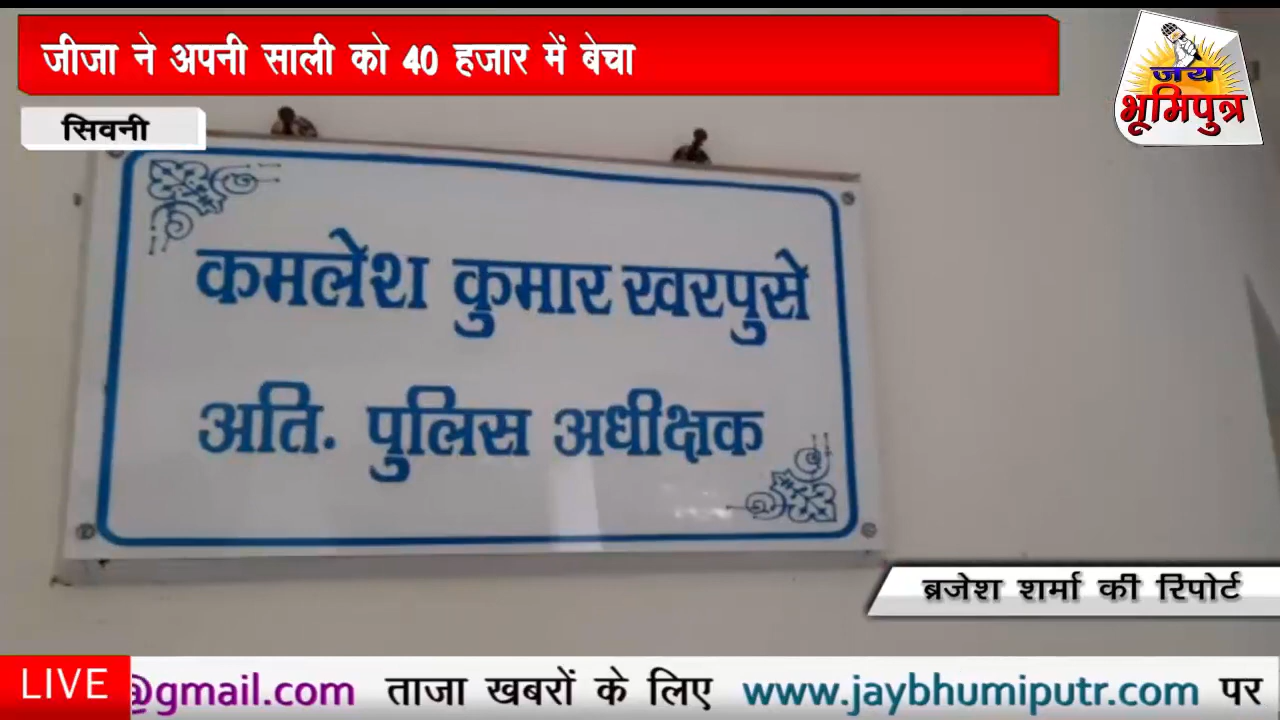 जीजा ने अपनी साली को 40 हजार में बेचा
जय
भूमिपुत्र
सिवनी
कमलेश कुमार खरपुसे
अति. पुलिस अधीक्षक
ब्रजेश शर्मा की रिपोर्ट
LIVE @gmail.com ताजा खबरों के लिए www.jaybhumiputr.com पर